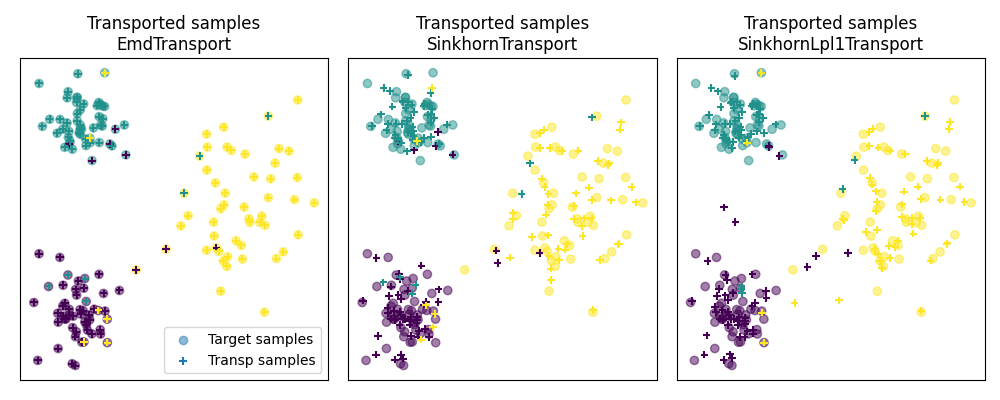 Transported samples
EmdTransport
Transported samples
SinkhornTransport
Transported samples
SinkhornLpl1Transport
Target samples
Transp samples